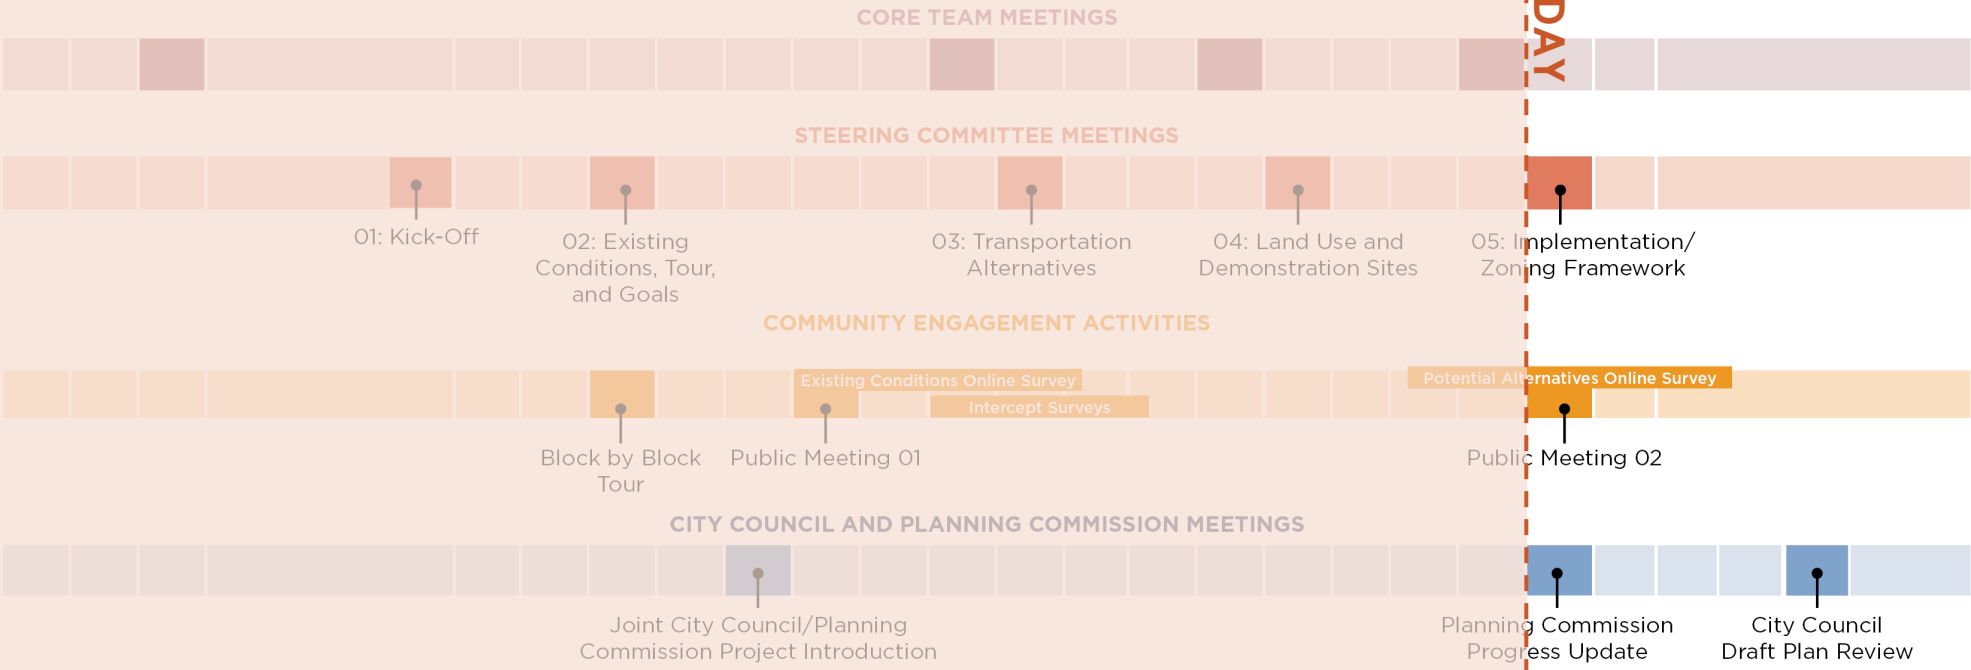 CORE TEAM MEETINGS
DAY
STEERING COMMITTEE MEETINGS
01: Kick-Off
02: Existing
Conditions, Tour,
and Goals
03: Transportation
Alternatives
04: Land Use and
Demonstration Sites
05: Implementation/
Zoning Framework
COMMUNITY ENGAGEMENT ACTIVITIES
Existing Conditions Online Survey
Intercept Surveys
Potential Alternatives Online Survey
Block by Block
Tour
Public Meeting 01
Public Meeting 02
CITY COUNCIL AND PLANNING COMMISSION MEETINGS
Joint City Council/Planning
Commission Project Introduction
Planning Commission
Progress Update
City Council
Draft Plan Review